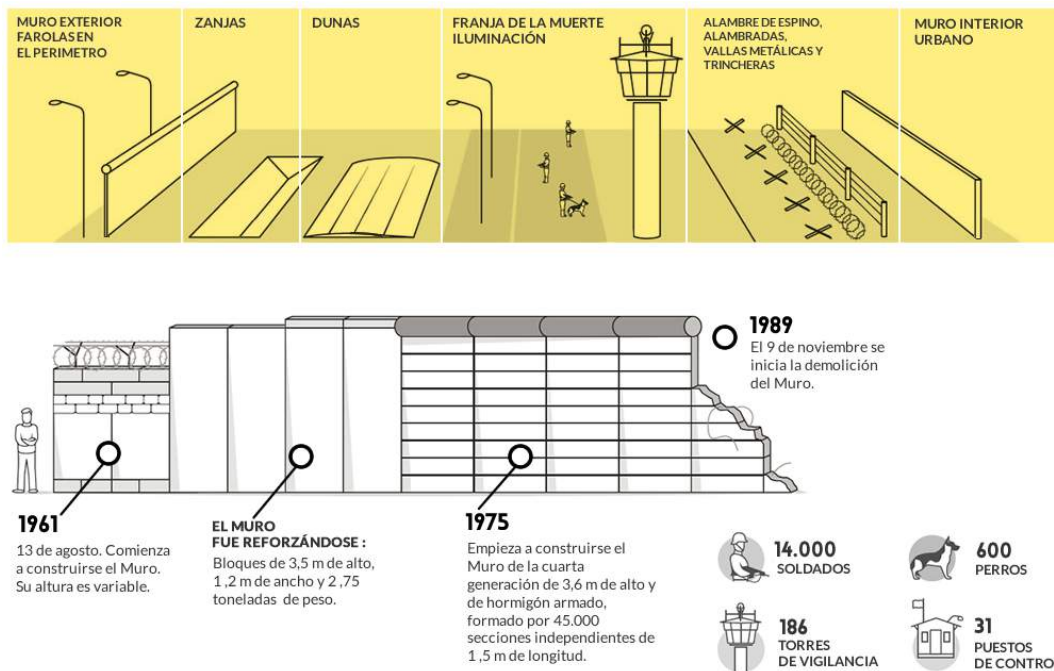 MURO EXTERIOR
FAROLAS EN
EL PERIMETRO
ZANJAS
DUNAS
FRANJA DE LA MUERTE
ILUMINACIÓN
ALAMBRE DE ESPINO,
ALAMBRADAS,
VALLAS METÁLICAS Y
TRINCHERAS
MURO INTERIOR
URBANO
1989
El 9 de noviembre se
inicia la demolición
del Muro.
1961
13 de agosto. Comienza
a construirse el Muro.
Su altura es variable.
EL MURO
FUE REFORZÁNDOSE :
Bloques de 3,5 m de alto,
1,2 m de ancho y 2,75
toneladas de peso.
1975
Empieza a construirse el
Muro de la cuarta
generación de 3,6 m de alto y
de hormigón armado,
formado por 45.000
secciones independientes de
1,5 m de longitud.
14.000
SOLDADOS
600
PERROS
186
TORRES
DE VIGILANCIA
31
PUESTOS
DE CONTRO